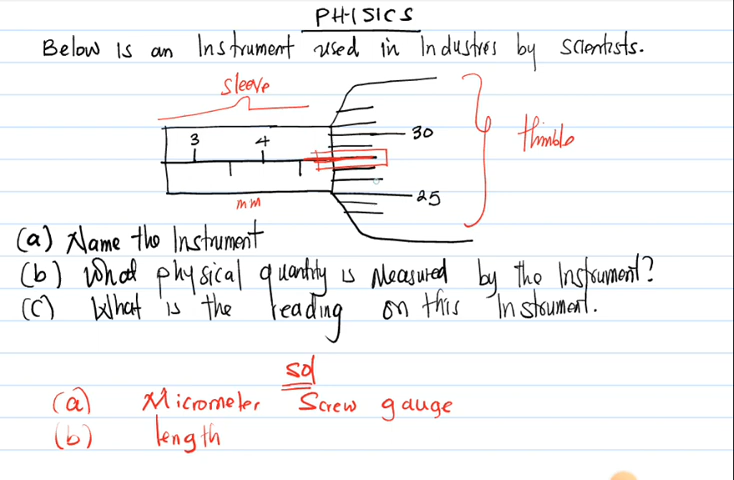 PHYSICS
Below is an Instrument used in Industres by scientists.
sleeve
3 4
30
thimble
mm
25
(a) Name the Instrument
(b) What physical quantity is Measured by the Instrument?
(c) What is the reading on this Instrument.
sol
(a) Micrometer Screw gauge
(b) length